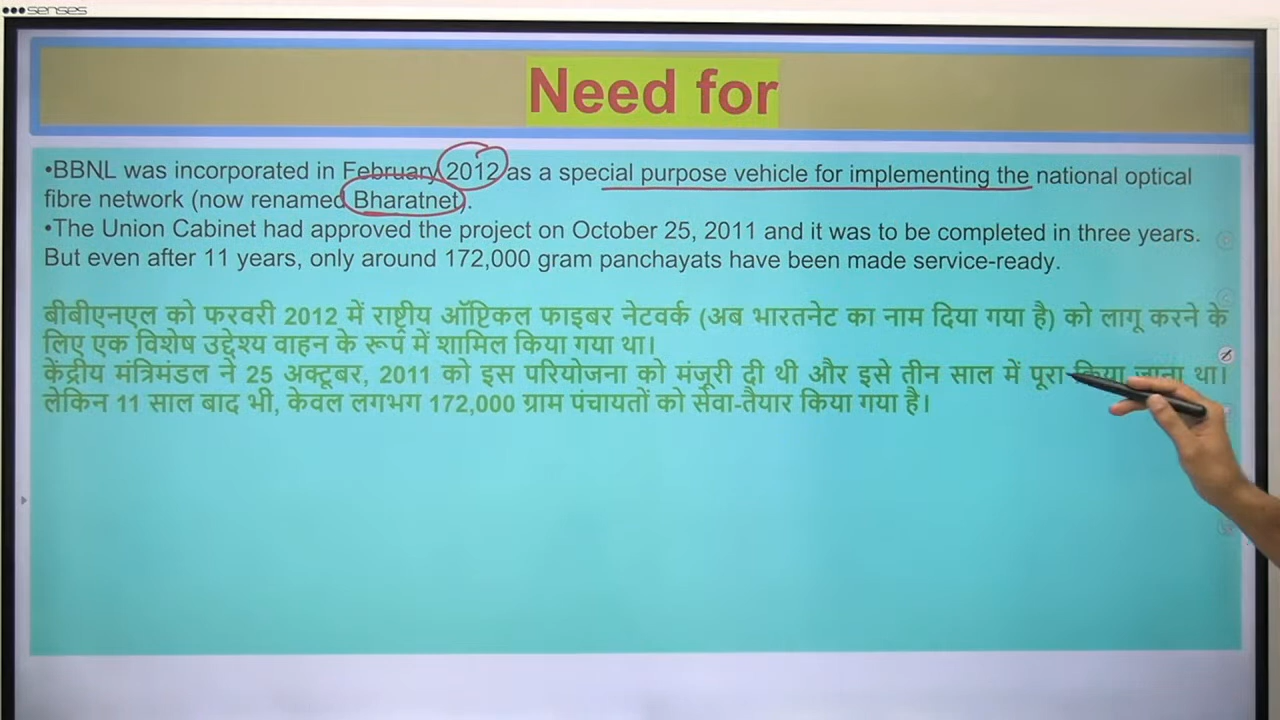 senses
Need for
•BBNL was incorporated in February 2012 as a special purpose vehicle for implementing the national optical
fibre network (now renamed Bharatnet).
•The Union Cabinet had approved the project on October 25, 2011 and it was to be completed in three years.
But even after 11 years, only around 172,000 gram panchayats have been made service-ready.
बीबीएनएल को फरवरी 2012 में राष्ट्रीय ऑप्टिकल फाइबर नेटवर्क (अब भारतनेट का नाम दिया गया है) को लागू करने के
लिए एक विशेष उद्देश्य वाहन के रूप में शामिल किया गया था।
केंद्रीय मंत्रिमंडल ने 25 अक्टूबर, 2011 को इस परियोजना को मंजूरी दी थी और इसे तीन साल में पूरा किया जाना था।
लेकिन 11 साल बाद भी, केवल लगभग 172,000 ग्राम पंचायतों को सेवा-तैयार किया गया है।